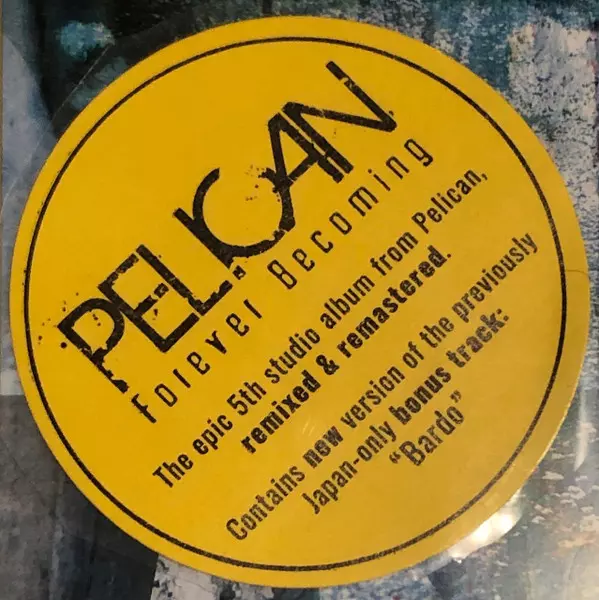 PELICAN
Forever Becoming
The epic 5th studio album from Pelican,
remixed & remastered.
Contains new version of the previously
Japan-only bonus track:
"Bardo"